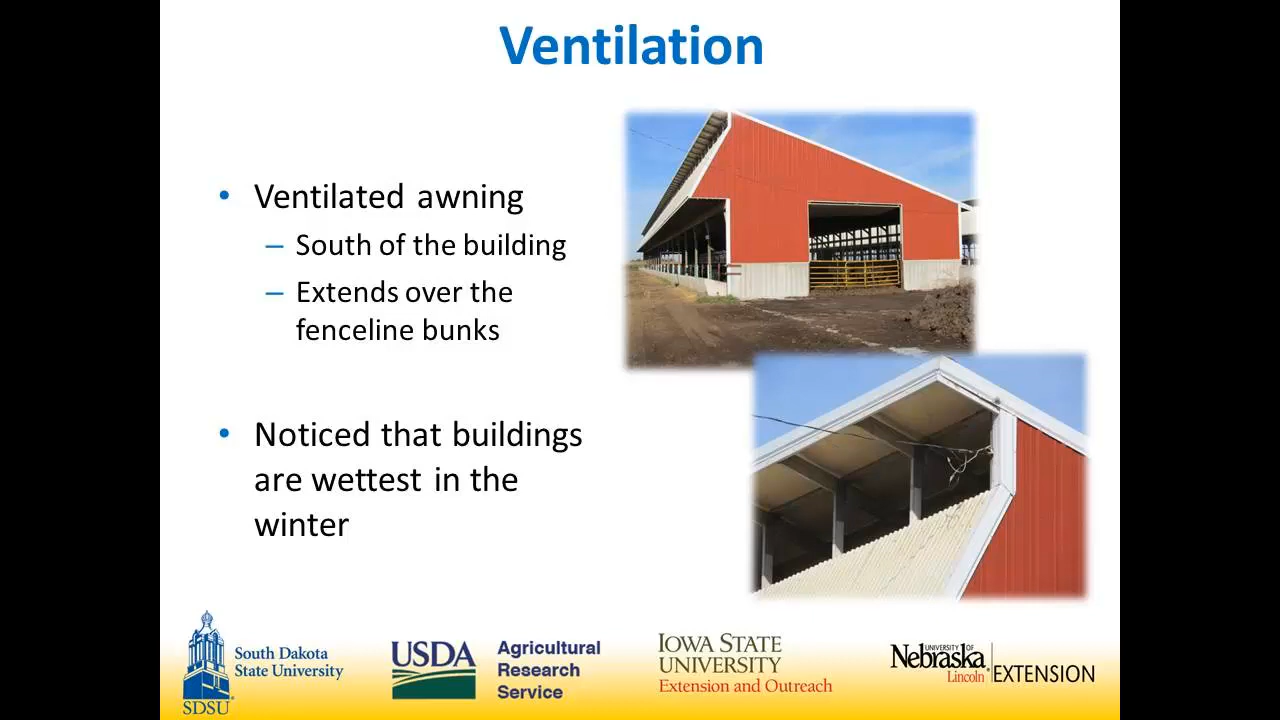 Ventilation
• Ventilated awning
– South of the building
– Extends over the
fenceline bunks
• Noticed that buildings
are wettest in the
winter
SDSU
South Dakota
State University
USDA
Agricultural
Research
Service
IOWA STATE
UNIVERSITY
Extension and Outreach
UNIVERSITY OF
Nebraska
Lincoln
EXTENSION